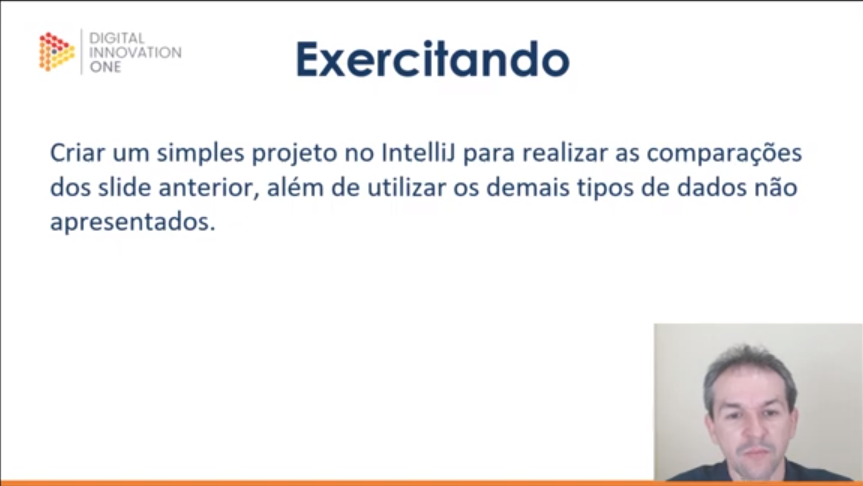 DIGITAL
INNOVATION
ONE
Exercitando
Criar um simples projeto no IntelliJ para realizar as comparações
dos slide anterior, além de utilizar os demais tipos de dados não
apresentados.